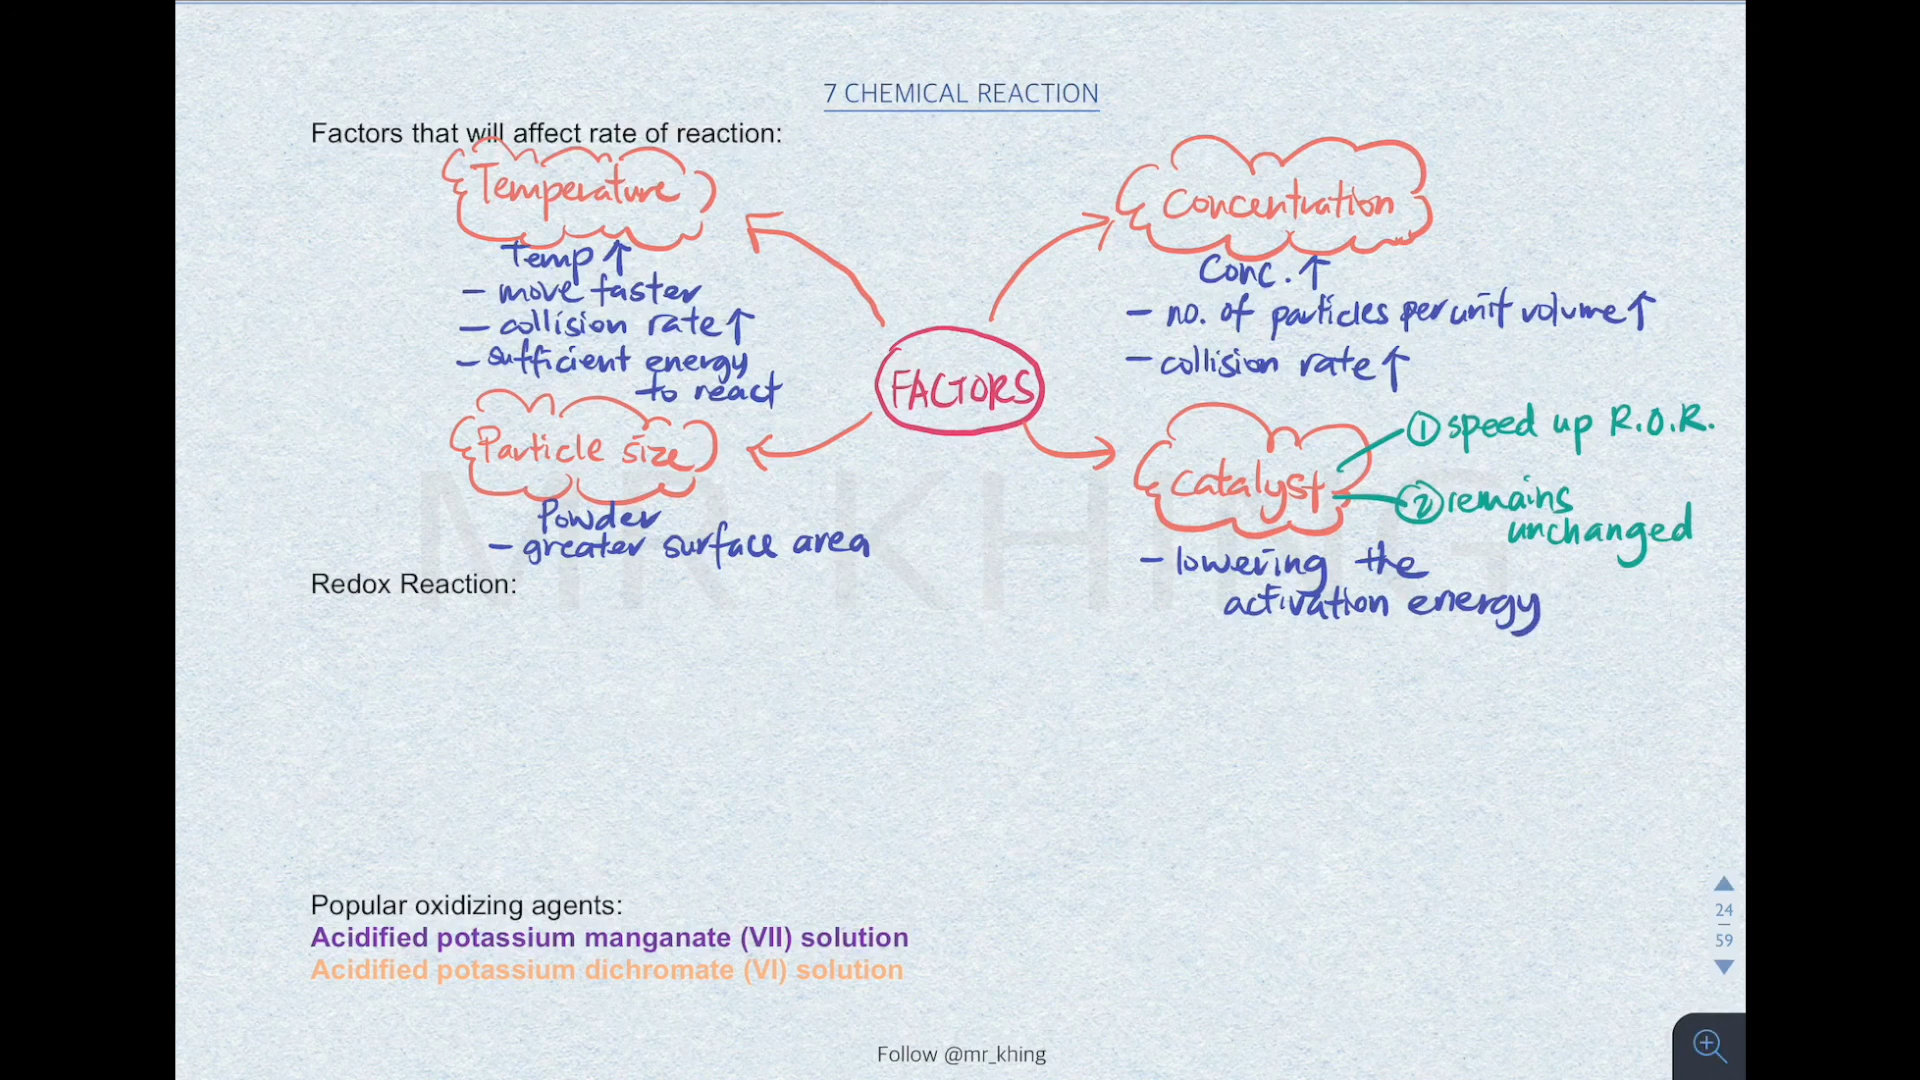 7 CHEMICAL REACTION
Factors that will affect rate of reaction:
Temperature
Temp ↑
- move faster
- collision rate ↑
- sufficient energy
to react
Concentration
Conc. ↑
- no. of particles per unit volume ↑
- collision rate ↑
FACTORS
Particle size
Powder
- greater surface area
catalyst
① speed up R.O.R.
② remains
unchanged
- lowering the
activation energy
MR KHING
Redox Reaction:
Popular oxidizing agents:
Acidified potassium manganate (VII) solution
Acidified potassium dichromate (VI) solution
24
59
Follow @mr_khing